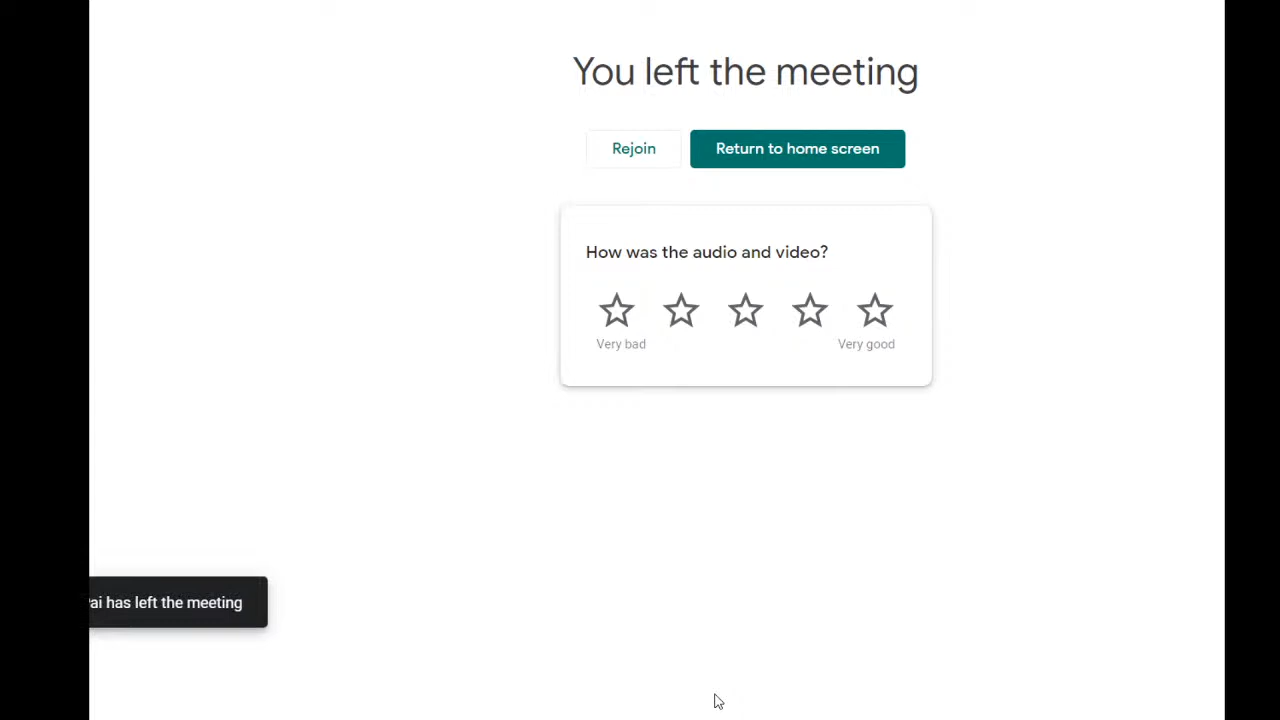 You left the meeting
Rejoin
Return to home screen
How was the audio and video?
Very bad
Very good
has left the meeting